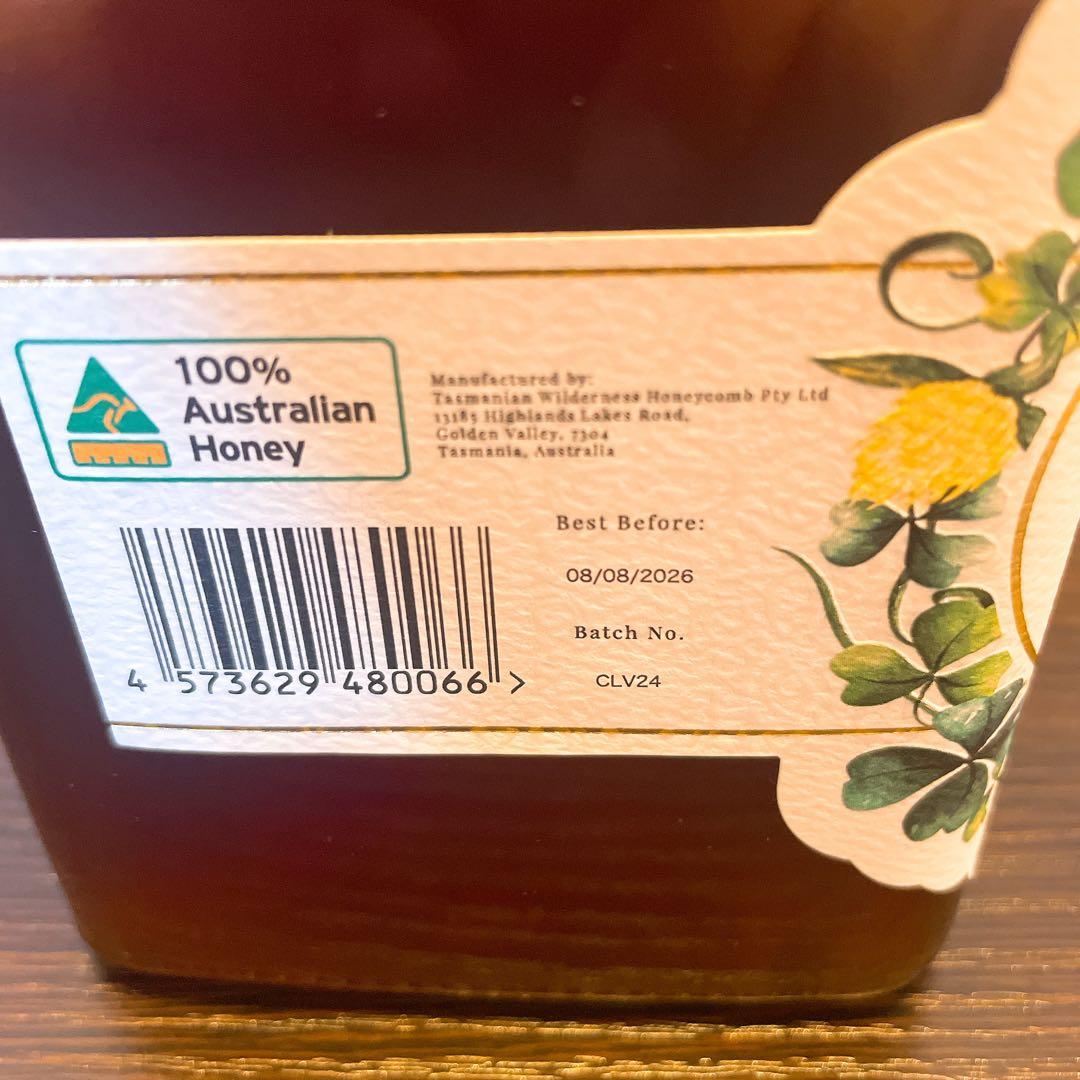 100%
Australian
Honey
Manufactured by:
Tasmanian Wilderness Honeycomb Pty Ltd
13185 Highlands Lakes Road,
Golden Valley, 7304
Tasmania, Australia
Best Before:
08/08/2026
Batch No.
CLV24
4 573629 480066 >